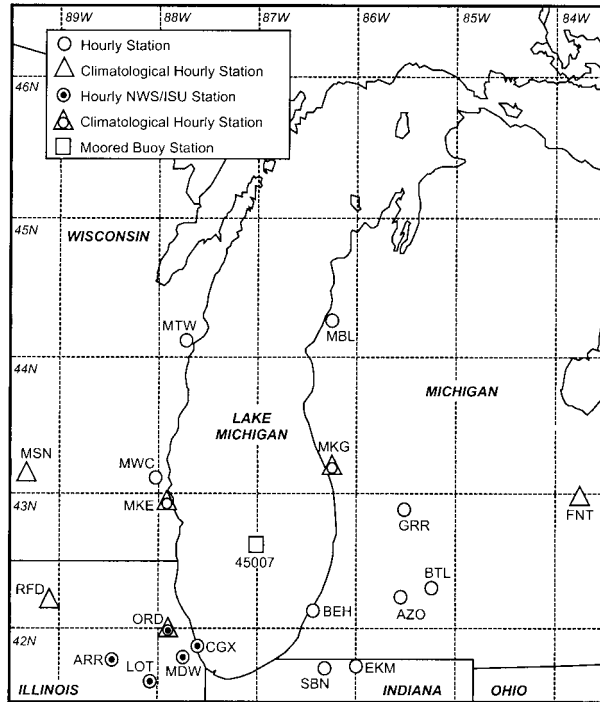 89W 88W 87W 86W 85W 84W
Hourly Station
Climatological Hourly Station
Hourly NWS/ISU Station
Climatological Hourly Station
Moored Buoy Station
46N
45N
WISCONSIN
MTW
MBL
44N
MICHIGAN
LAKE
MICHIGAN
MSN
MWC
MKG
MKE
43N
GRR
FNT
45007
RFD
BTL
AZO
ORD
BEH
42N
CGX
ARR
LOT
MDW
SBN
EKM
ILLINOIS
INDIANA
OHIO